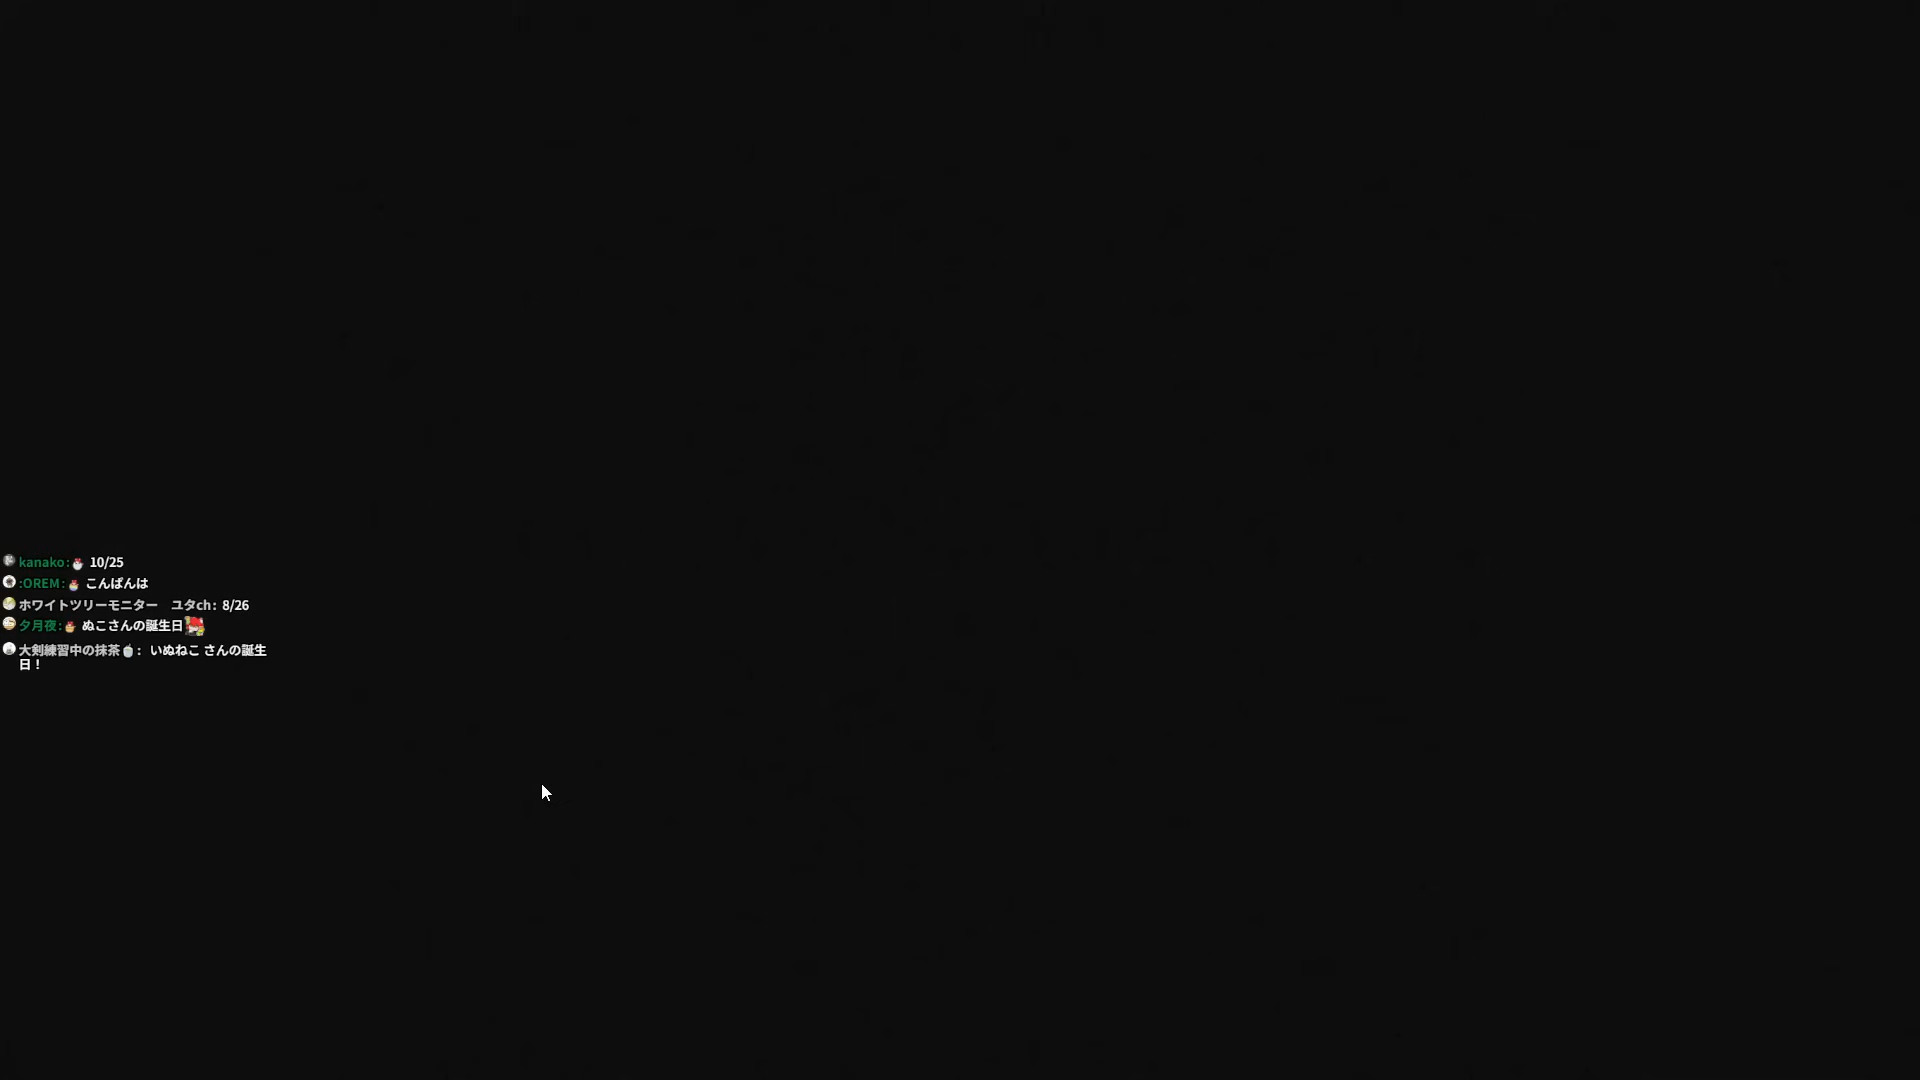 kanako: 10/25
:OREM: こんぱんは
ホワイトツリーモニター　ユタch: 8/26
夕月夜: ぬこさんの誕生日
大剣練習中の抹茶🍵: いぬねこ さんの誕生
日！